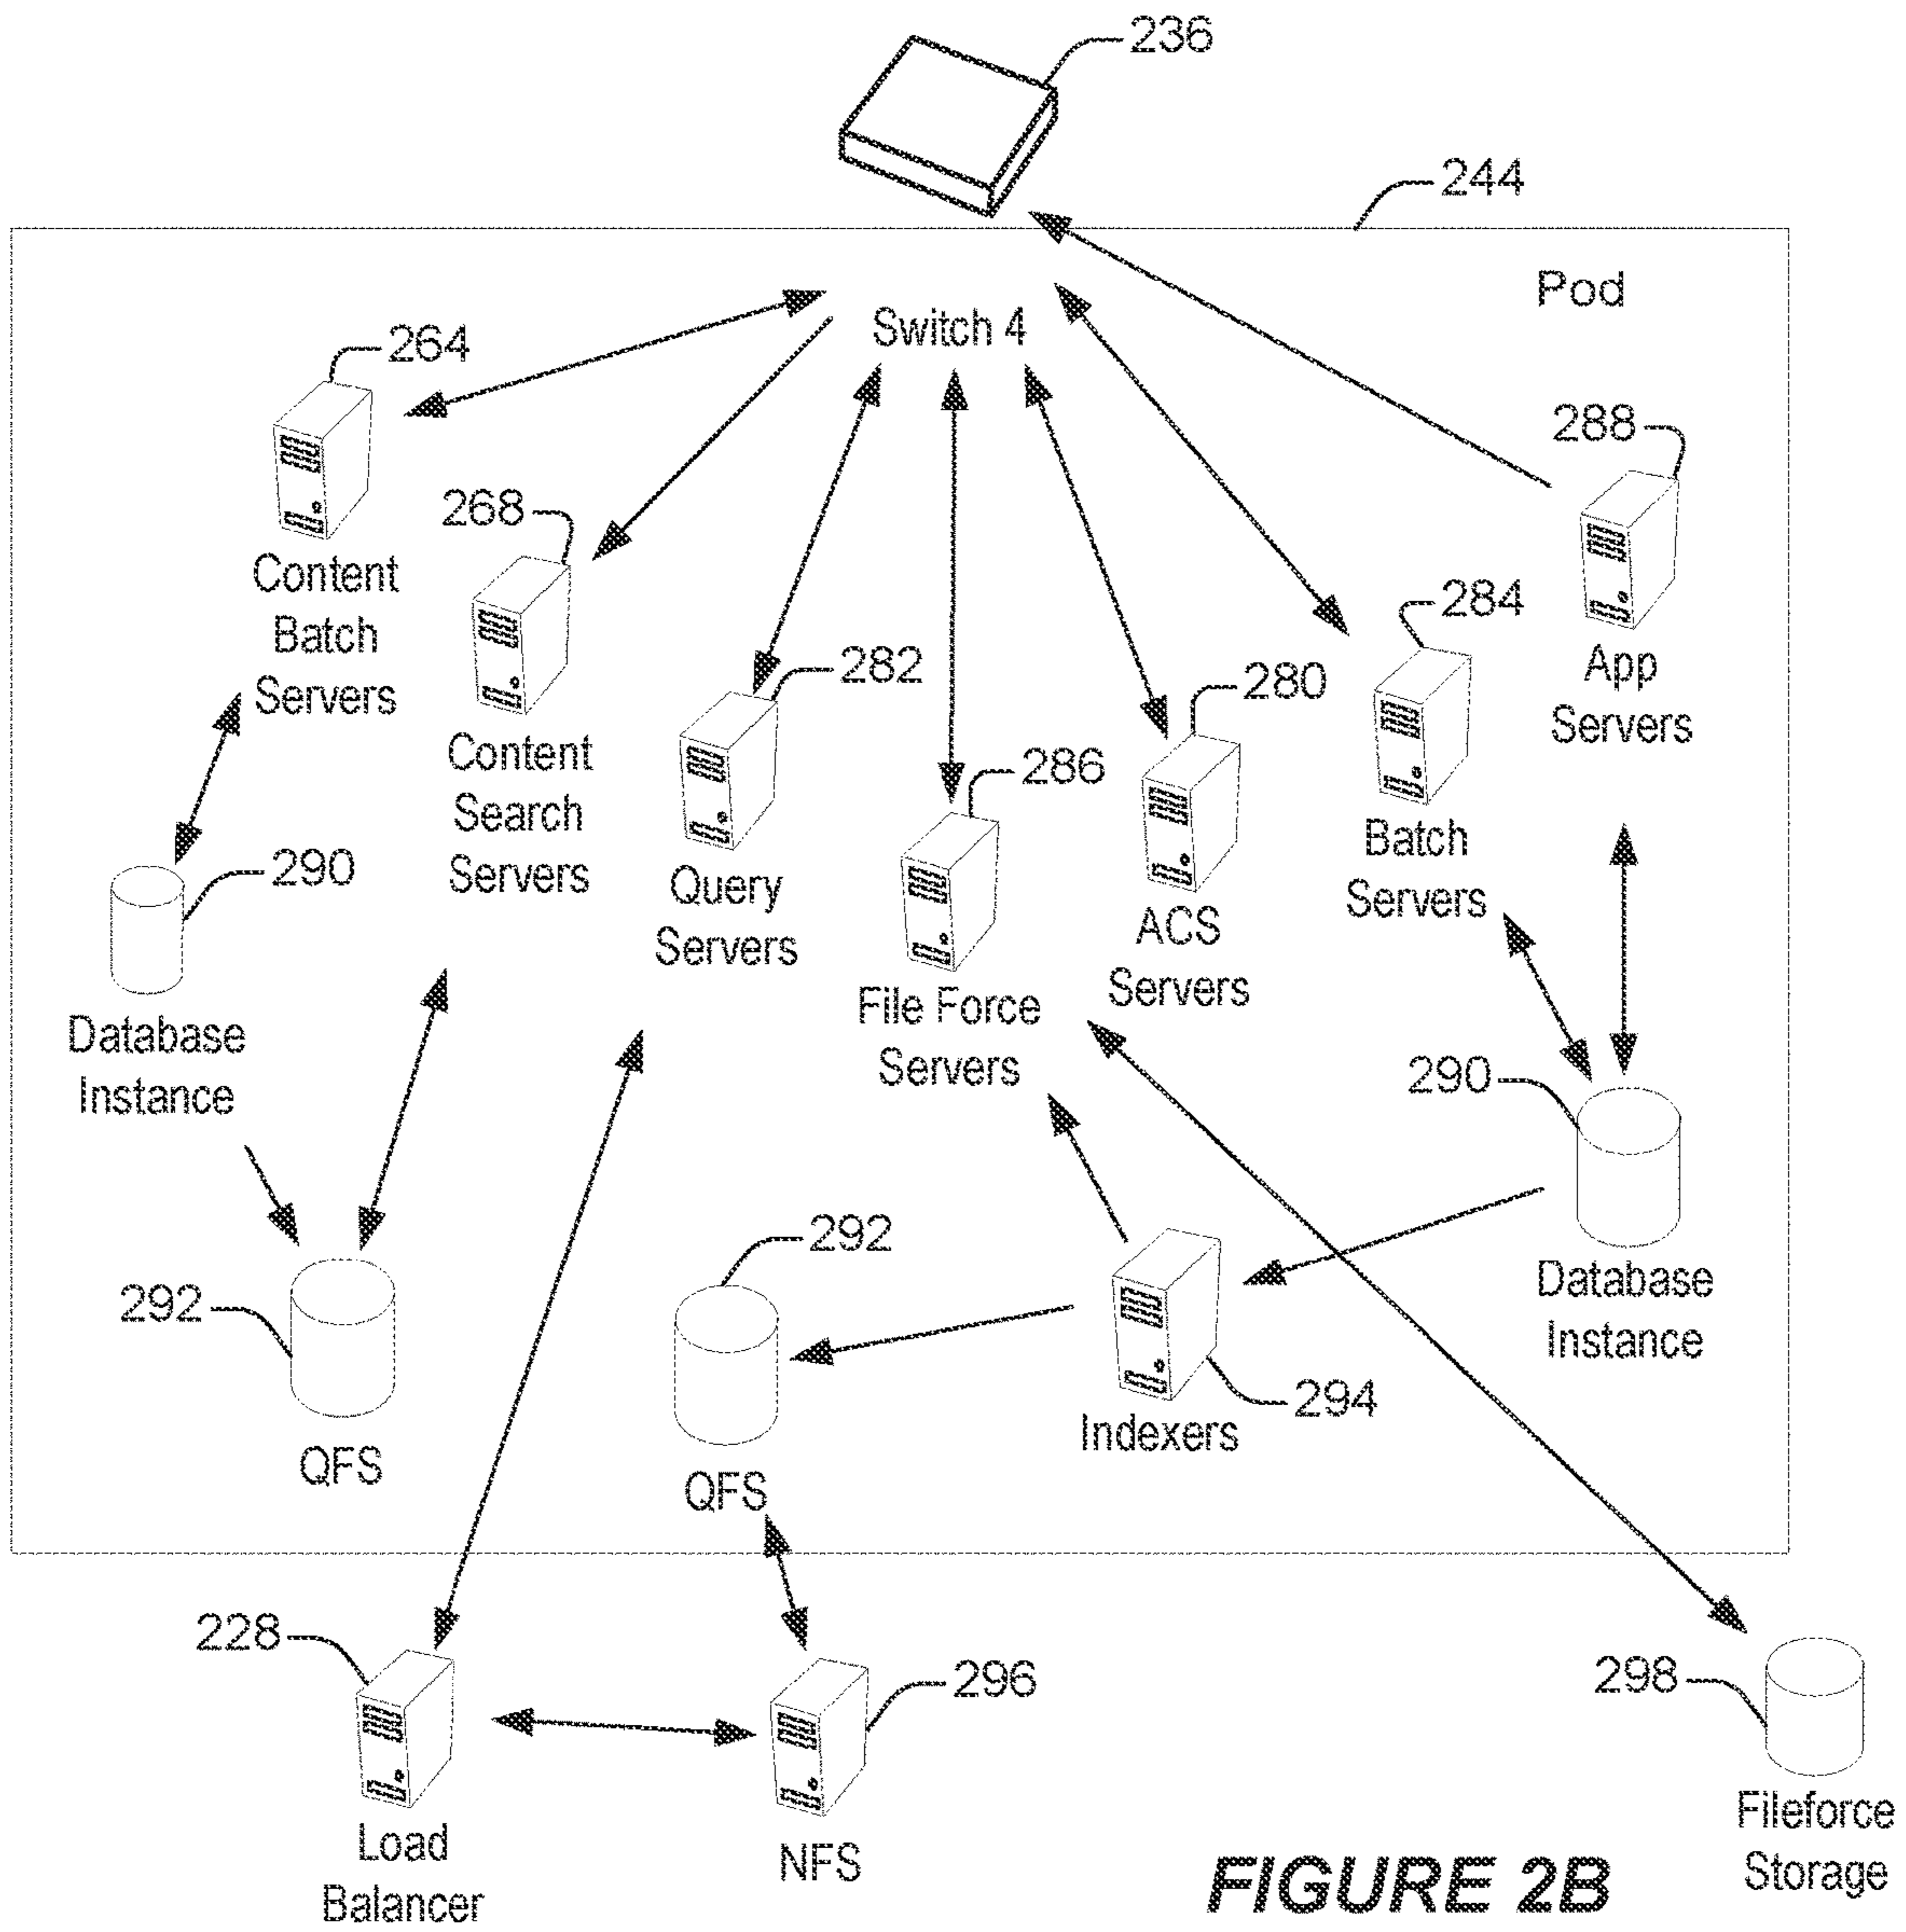 236
244
Pod
Switch 4
264
Content
Batch
Servers
268
Content
Search
Servers
282
Query
Servers
286
File Force
Servers
280
ACS
Servers
284
Batch
Servers
288
App
Servers
290
Database
Instance
290
Database
Instance
292
QFS
292
QFS
294
Indexers
228
Load
Balancer
296
NFS
298
Fileforce
Storage
FIGURE 2B